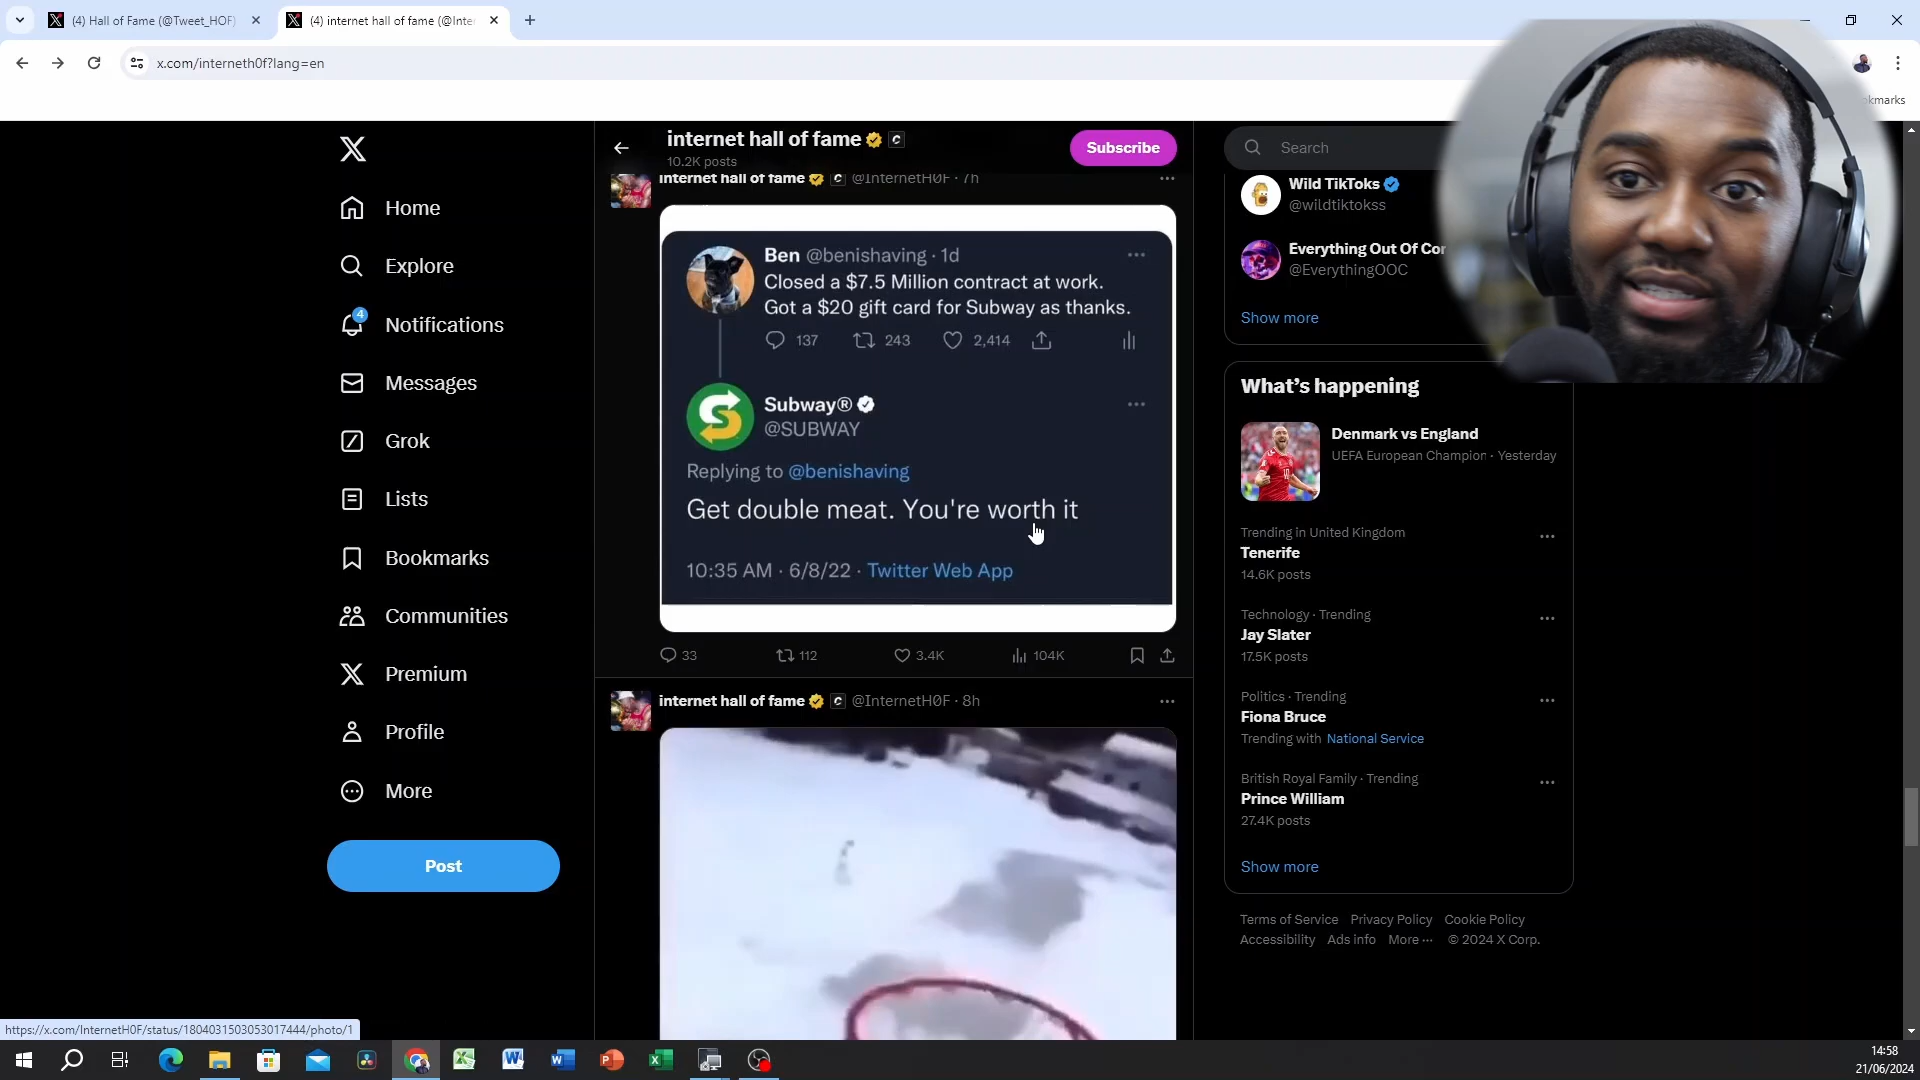 (4) Hall of Fame (@Tweet_HOF)
(4) internet hall of fame (@Inte
x.com/interneth0f?lang=en
kmarks
internet hall of fame
10.2K posts
Subscribe
Search
Home
Explore
4
Notifications
Messages
Grok
Lists
Bookmarks
Communities
Premium
Profile
More
Post
internet hall of fame @InternetH0F · 7h
Ben @benishaving · 1d
Closed a $7.5 Million contract at work.
Got a $20 gift card for Subway as thanks.
137 243 2,414
Subway®
@SUBWAY
Replying to @benishaving
Get double meat. You're worth it
10:35 AM · 6/8/22 · Twitter Web App
33 112 3.4K 104K
internet hall of fame @InternetH0F · 8h
Wild TikToks
@wildtiktokss
Everything Out Of Con
@EverythingOOC
Show more
What's happening
Denmark vs England
UEFA European Champion · Yesterday
Trending in United Kingdom
Tenerife
14.6K posts
Technology · Trending
Jay Slater
17.5K posts
Politics · Trending
Fiona Bruce
Trending with National Service
British Royal Family · Trending
Prince William
27.4K posts
Show more
Terms of Service Privacy Policy Cookie Policy
Accessibility Ads info More ··· © 2024 X Corp.
https://x.com/InternetH0F/status/1804031503053017444/photo/1
14:58
21/06/2024